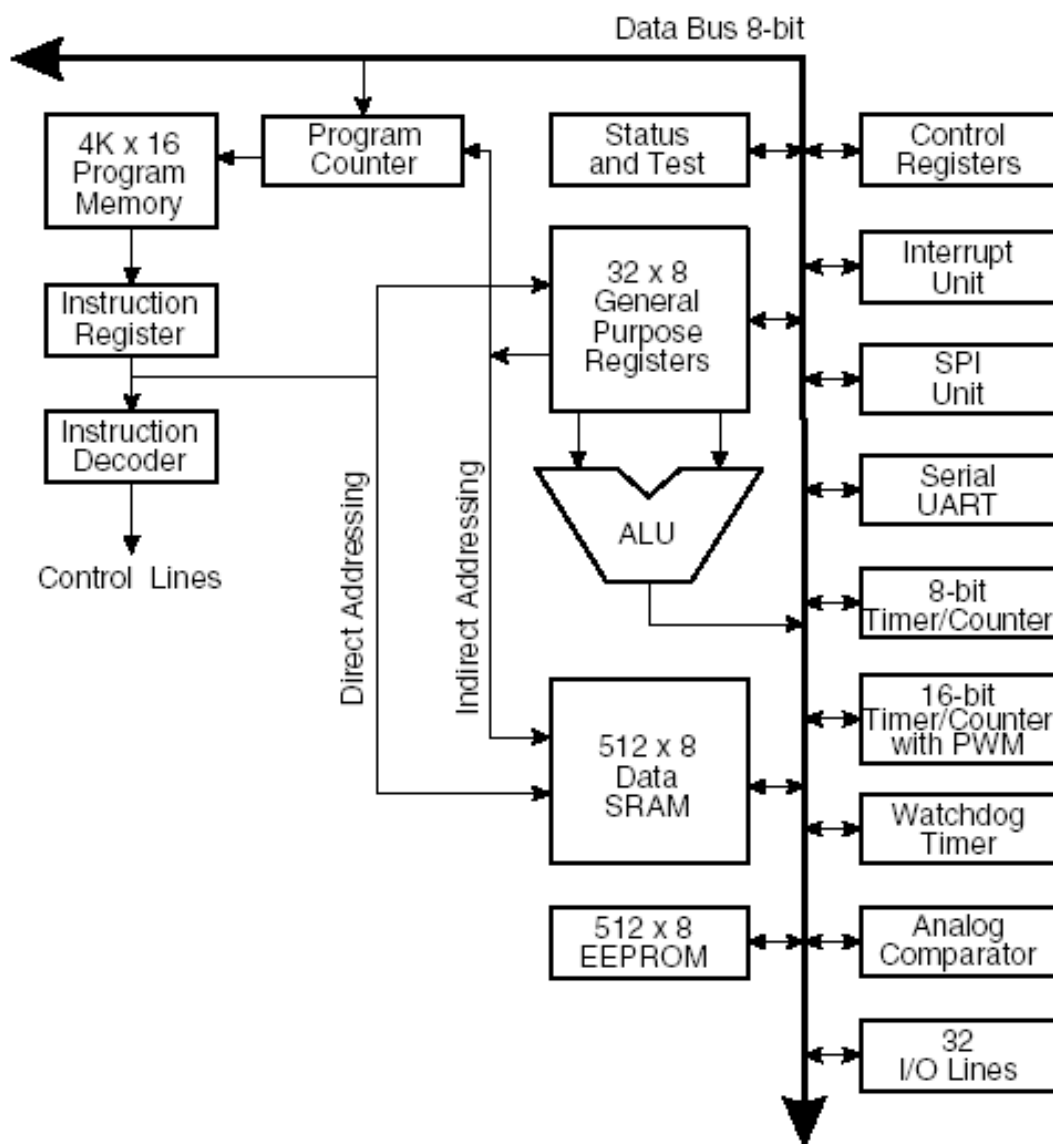 Data Bus 8-bit
4K x 16
Program
Memory
Program
Counter
Status
and Test
Control
Registers
Instruction
Register
32 x 8
General
Purpose
Registers
Interrupt
Unit
SPI
Unit
Instruction
Decoder
Control Lines
Direct Addressing
Indirect Addressing
ALU
Serial
UART
8-bit
Timer/Counter
512 x 8
Data
SRAM
16-bit
Timer/Counter
with PWM
Watchdog
Timer
512 x 8
EEPROM
Analog
Comparator
32
I/O Lines